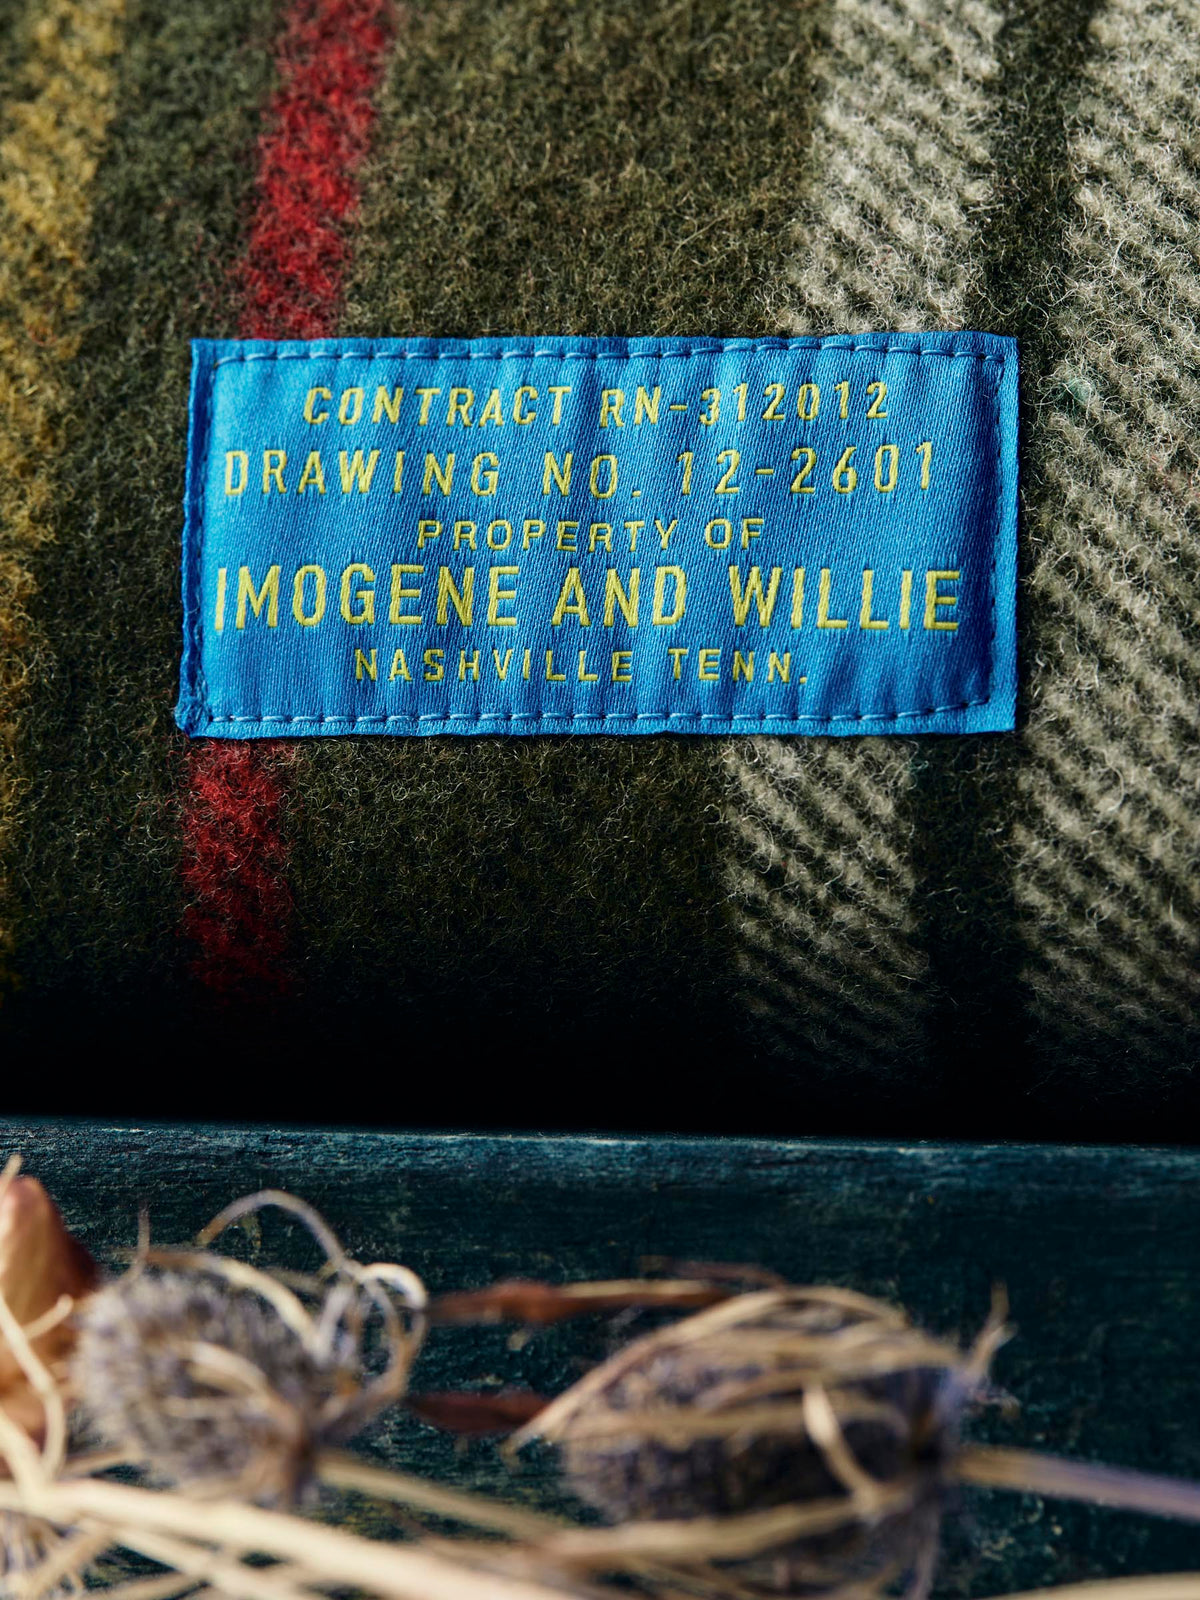 CONTRACT RN-312012
DRAWING NO. 12-2601
PROPERTY OF
IMOGENE AND WILLIE
NASHVILLE TENN.